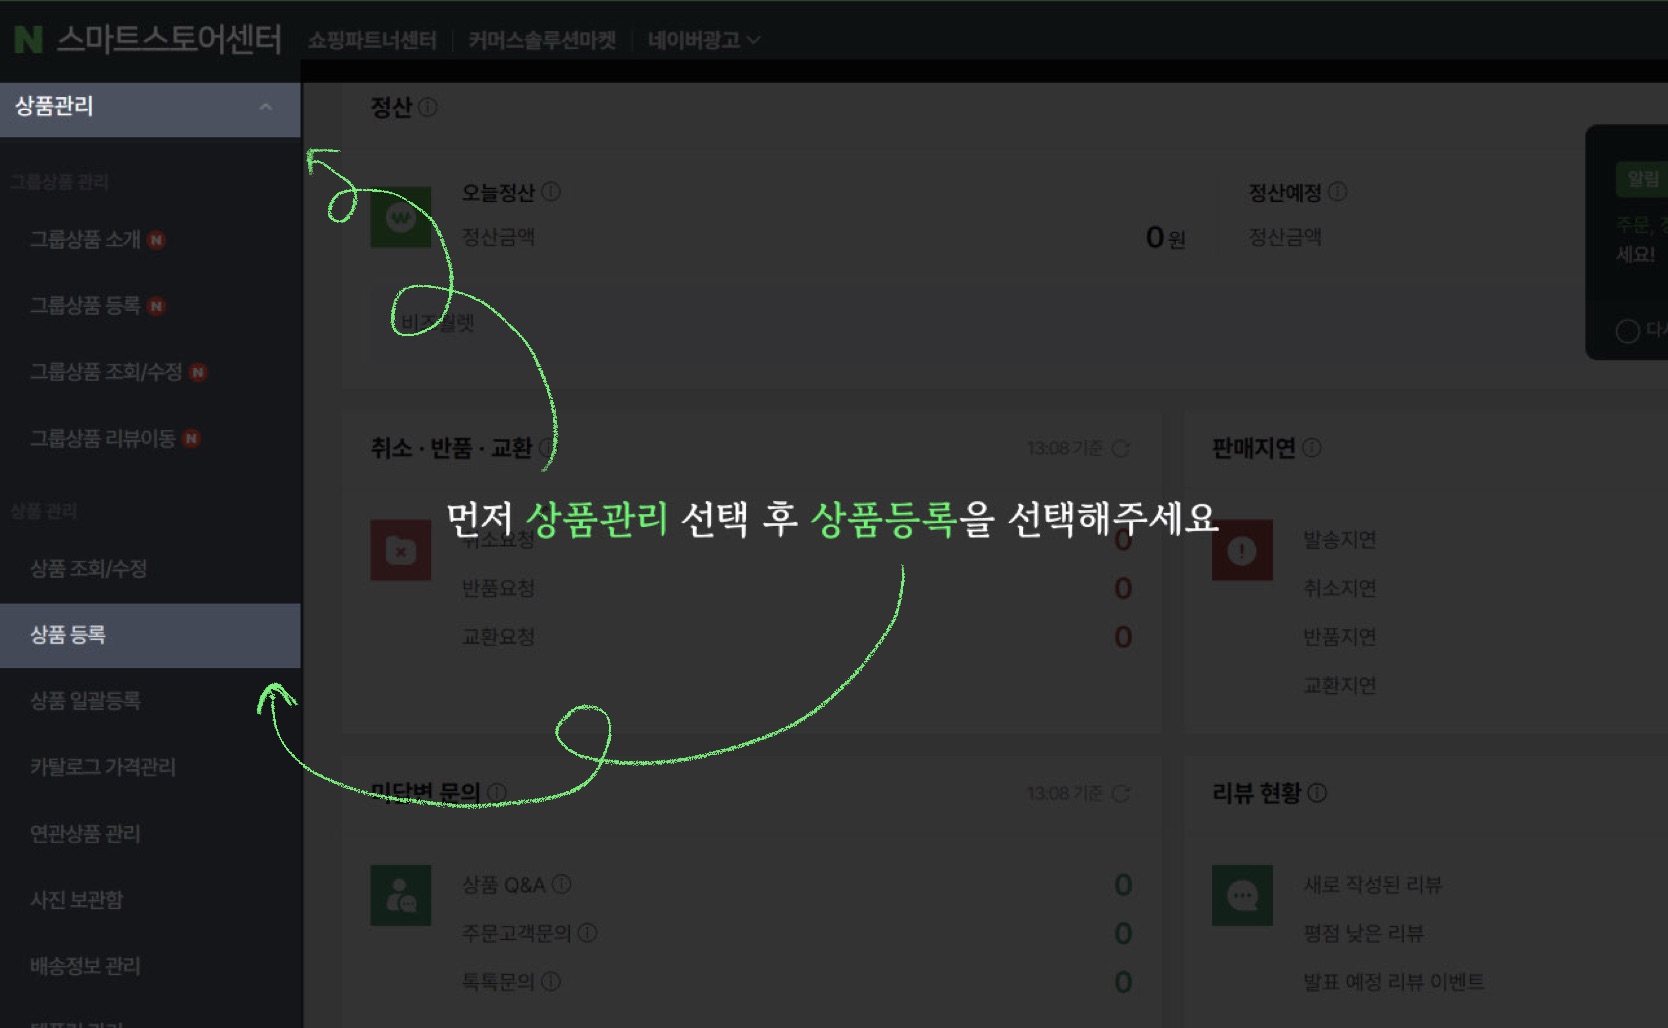 N 스마트스토어센터 쇼핑파트너센터 커머스솔루션마켓 네이버광고
상품관리
그룹상품 관리
그룹상품 소개 N
그룹상품 등록 N
그룹상품 조회/수정 N
그룹상품 리뷰이동 N
상품 관리
상품 조회/수정
상품 등록
상품 일괄등록
카탈로그 가격관리
연관상품 관리
사진 보관함
배송정보 관리
정산
오늘정산
정산금액
0원
정산예정
정산금액
비즈월렛
알림
주문,
세요!
취소 · 반품 · 교환
13:08 기준
먼저 상품관리 선택 후 상품등록을 선택해주세요
취소요청
0
반품요청 0
교환요청 0
판매지연
발송지연
취소지연
반품지연
교환지연
미답변 문의
13:08 기준
상품 Q&A 0
주문고객문의 0
톡톡문의 0
리뷰 현황
새로 작성된 리뷰
평점 낮은 리뷰
발표 예정 리뷰 이벤트